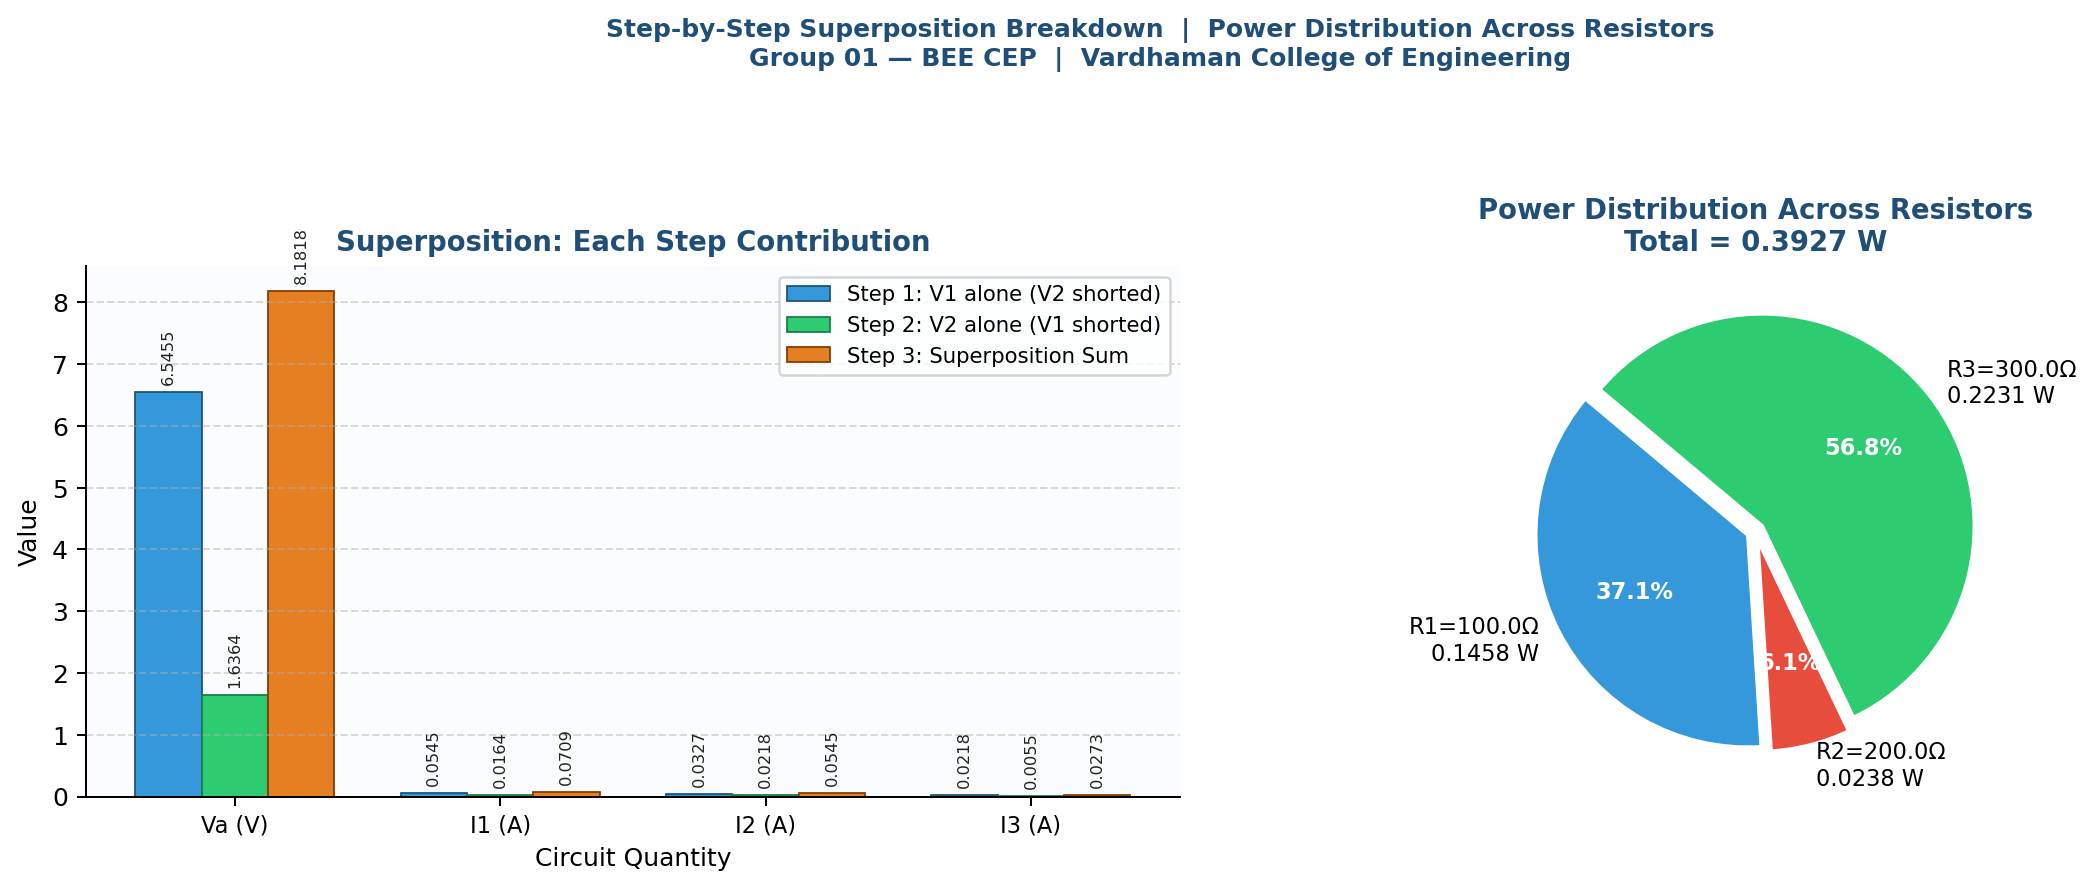 Step-by-Step Superposition Breakdown | Power Distribution Across Resistors
Group 01 — BEE CEP | Vardhaman College of Engineering
Superposition: Each Step Contribution
Step 1: V1 alone (V2 shorted)
Step 2: V2 alone (V1 shorted)
Step 3: Superposition Sum
Value
8
7
6
5
4
3
2
1
0
6.5455
1.6364
8.1818
0.0545
0.0164
0.0709
0.0327
0.0218
0.0545
0.0218
0.0055
0.0273
Va (V)
I1 (A)
I2 (A)
I3 (A)
Circuit Quantity
Power Distribution Across Resistors
Total = 0.3927 W
R3=300.0Ω
0.2231 W
56.8%
37.1%
R1=100.0Ω
0.1458 W
6.1%
R2=200.0Ω
0.0238 W